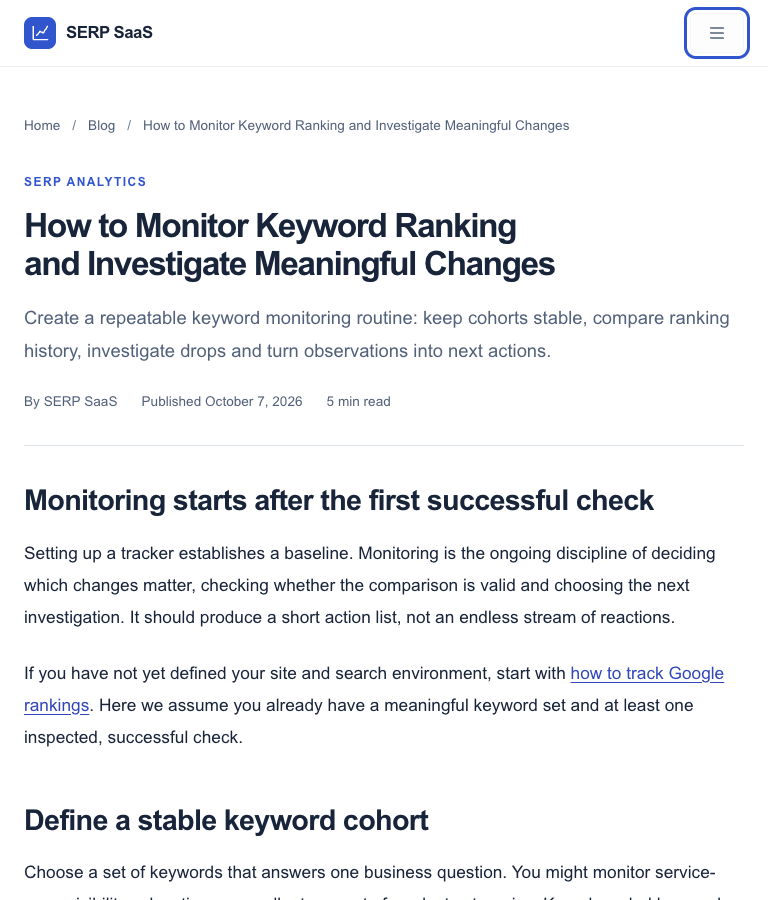 SERP SaaS
Home / Blog / How to Monitor Keyword Ranking and Investigate Meaningful Changes
SERP ANALYTICS
How to Monitor Keyword Ranking
and Investigate Meaningful Changes
Create a repeatable keyword monitoring routine: keep cohorts stable, compare ranking
history, investigate drops and turn observations into next actions.
By SERP SaaS Published October 7, 2026 5 min read
Monitoring starts after the first successful check
Setting up a tracker establishes a baseline. Monitoring is the ongoing discipline of deciding
which changes matter, checking whether the comparison is valid and choosing the next
investigation. It should produce a short action list, not an endless stream of reactions.
If you have not yet defined your site and search environment, start with how to track Google
rankings. Here we assume you already have a meaningful keyword set and at least one
inspected, successful check.
Define a stable keyword cohort
Choose a set of keywords that answers one business question. You might monitor service-